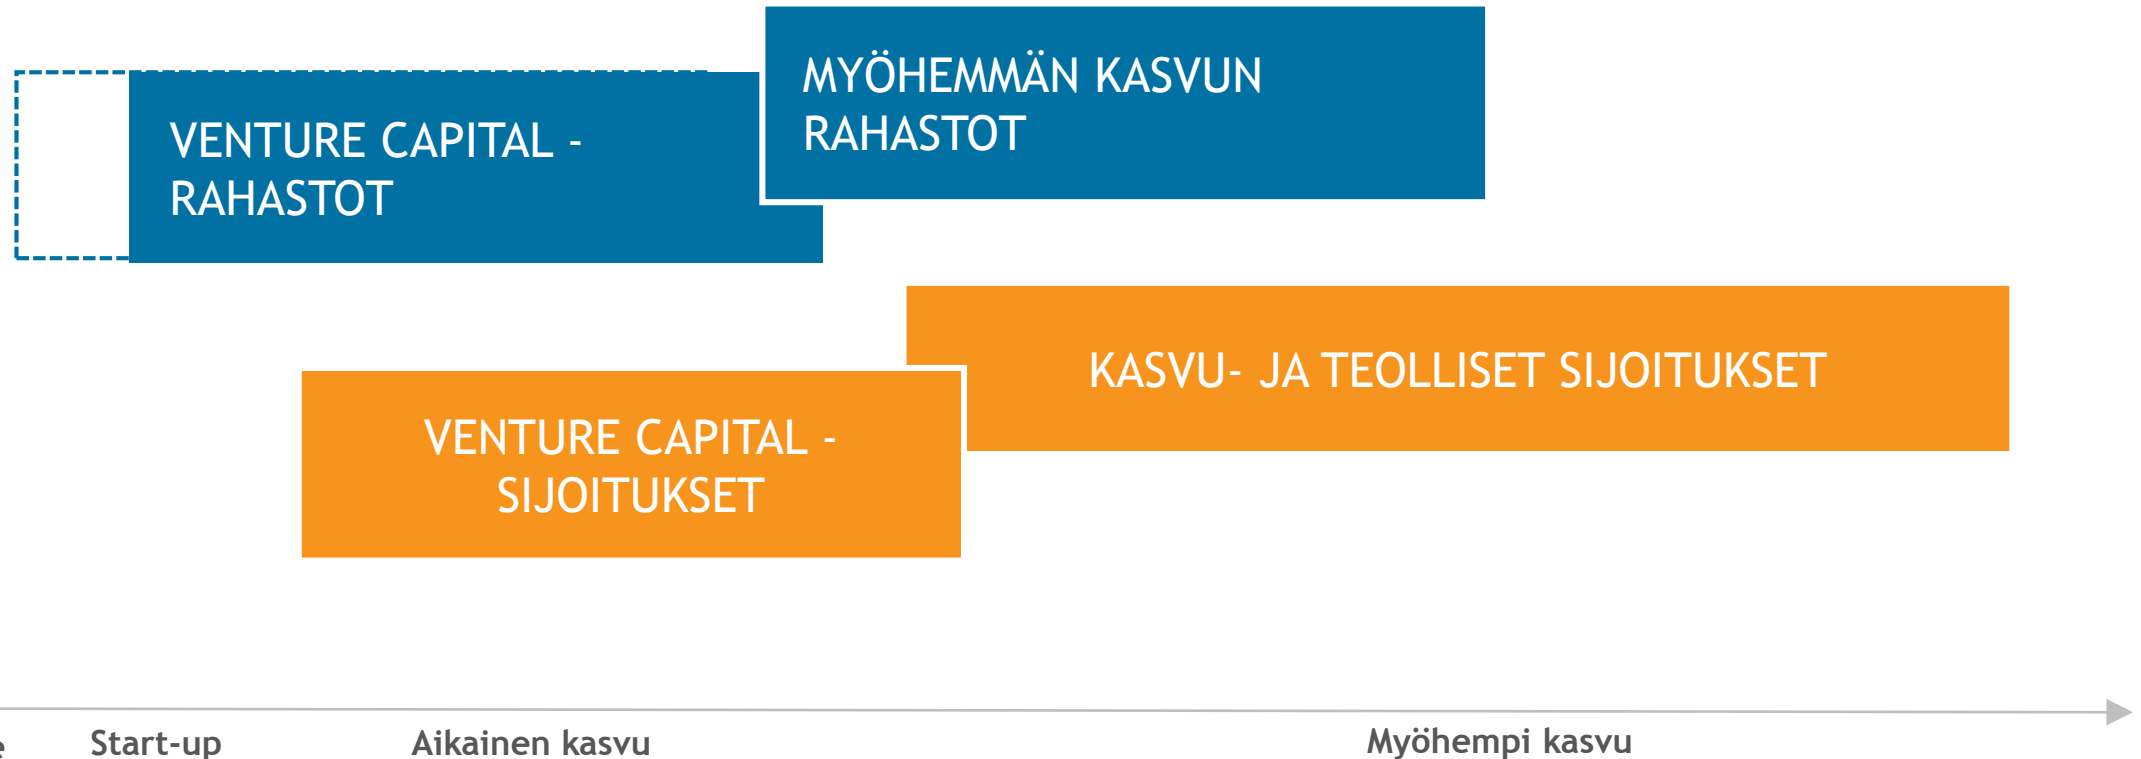 MYÖHEMMÄN KASVUN
RAHASTOT
VENTURE CAPITAL -
RAHASTOT
KASVU- JA TEOLLISET SIJOITUKSET
VENTURE CAPITAL -
SIJOITUKSET
Start-up
Aikainen kasvu
Myöhempi kasvu